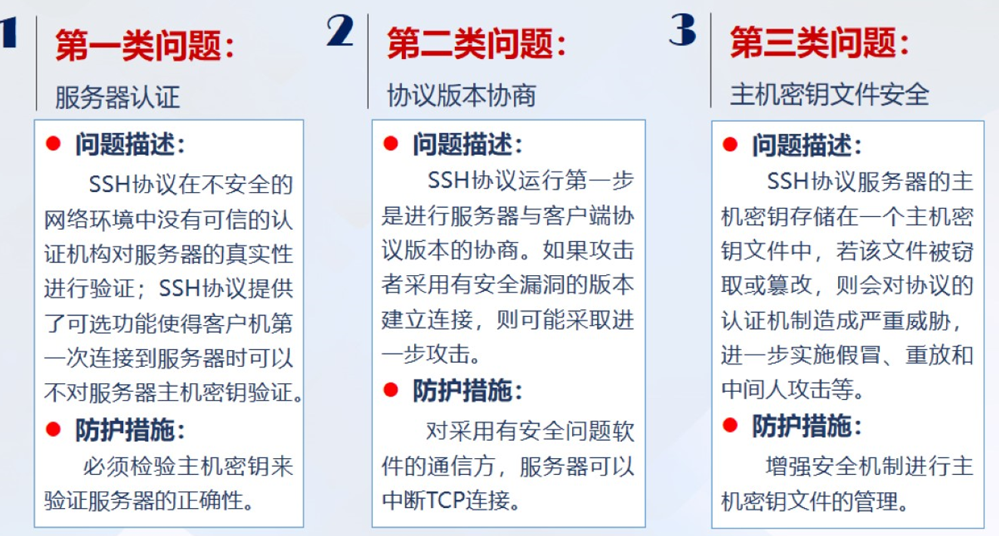 1
第一类问题：
服务器认证
问题描述：
SSH协议在不安全的
网络环境中没有可信的认
证机构对服务器的真实性
进行验证；SSH协议提供
了可选功能使得客户机第
一次连接到服务器时可以
不对服务器主机密钥验证。
防护措施：
必须检验主机密钥来
验证服务器的正确性。
2
第二类问题：
协议版本协商
问题描述：
SSH协议运行第一步
是进行服务器与客户端协
议版本的协商。如果攻击
者采用有安全漏洞的版本
建立连接，则可能采取进
一步攻击。
防护措施：
对采用有安全问题软
件的通信方，服务器可以
中断TCP连接。
3
第三类问题：
主机密钥文件安全
问题描述：
SSH协议服务器的主
机密钥存储在一个主机密
钥文件中，若该文件被窃
取或篡改，则会对协议的
认证机制造成严重威胁，
进一步实施假冒、重放和
中间人攻击等。
防护措施：
增强安全机制进行主
机密钥文件的管理。